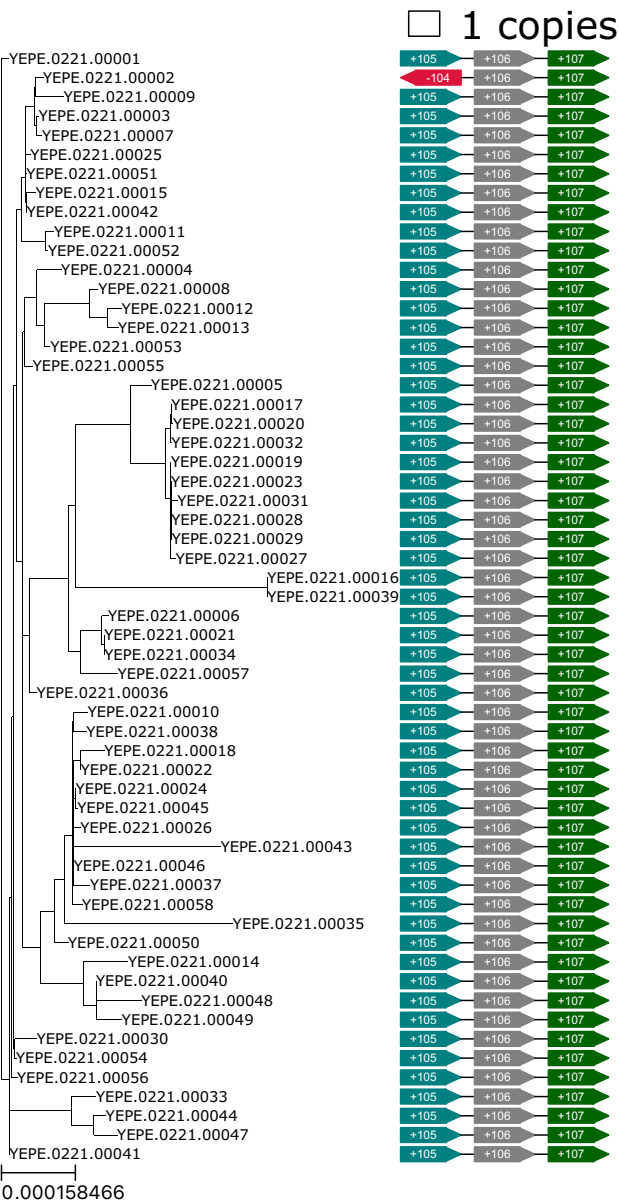 1 copies
YEPE.0221.00001 +105 +106 +107
YEPE.0221.00002 -104 +106 +107
YEPE.0221.00009 +105 +106 +107
YEPE.0221.00003 +105 +106 +107
YEPE.0221.00007 +105 +106 +107
YEPE.0221.00025 +105 +106 +107
YEPE.0221.00051 +105 +106 +107
YEPE.0221.00015 +105 +106 +107
YEPE.0221.00042 +105 +106 +107
YEPE.0221.00011 +105 +106 +107
YEPE.0221.00052 +105 +106 +107
YEPE.0221.00004 +105 +106 +107
YEPE.0221.00008 +105 +106 +107
YEPE.0221.00012 +105 +106 +107
YEPE.0221.00013 +105 +106 +107
YEPE.0221.00053 +105 +106 +107
YEPE.0221.00055 +105 +106 +107
YEPE.0221.00005 +105 +106 +107
YEPE.0221.00017 +105 +106 +107
YEPE.0221.00020 +105 +106 +107
YEPE.0221.00032 +105 +106 +107
YEPE.0221.00019 +105 +106 +107
YEPE.0221.00023 +105 +106 +107
YEPE.0221.00031 +105 +106 +107
YEPE.0221.00028 +105 +106 +107
YEPE.0221.00029 +105 +106 +107
YEPE.0221.00027 +105 +106 +107
YEPE.0221.00016 +105 +106 +107
YEPE.0221.00039 +105 +106 +107
YEPE.0221.00006 +105 +106 +107
YEPE.0221.00021 +105 +106 +107
YEPE.0221.00034 +105 +106 +107
YEPE.0221.00057 +105 +106 +107
YEPE.0221.00036 +105 +106 +107
YEPE.0221.00010 +105 +106 +107
YEPE.0221.00038 +105 +106 +107
YEPE.0221.00018 +105 +106 +107
YEPE.0221.00022 +105 +106 +107
YEPE.0221.00024 +105 +106 +107
YEPE.0221.00045 +105 +106 +107
YEPE.0221.00026 +105 +106 +107
YEPE.0221.00043 +105 +106 +107
YEPE.0221.00046 +105 +106 +107
YEPE.0221.00037 +105 +106 +107
YEPE.0221.00058 +105 +106 +107
YEPE.0221.00035 +105 +106 +107
YEPE.0221.00050 +105 +106 +107
YEPE.0221.00014 +105 +106 +107
YEPE.0221.00040 +105 +106 +107
YEPE.0221.00048 +105 +106 +107
YEPE.0221.00049 +105 +106 +107
YEPE.0221.00030 +105 +106 +107
YEPE.0221.00054 +105 +106 +107
YEPE.0221.00056 +105 +106 +107
YEPE.0221.00033 +105 +106 +107
YEPE.0221.00044 +105 +106 +107
YEPE.0221.00047 +105 +106 +107
YEPE.0221.00041 +105 +106 +107
0.000158466